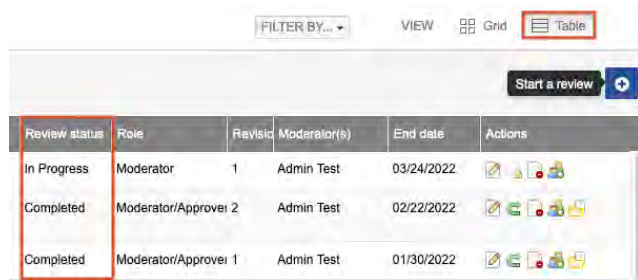 FILTER BY... VIEW Grid Table
Start a review
Review status Role Revisio Moderator(s) End date Actions
In Progress Moderator 1 Admin Test 03/24/2022
Completed Moderator/Approver 2 Admin Test 02/22/2022
Completed Moderator/Approver 1 Admin Test 01/30/2022